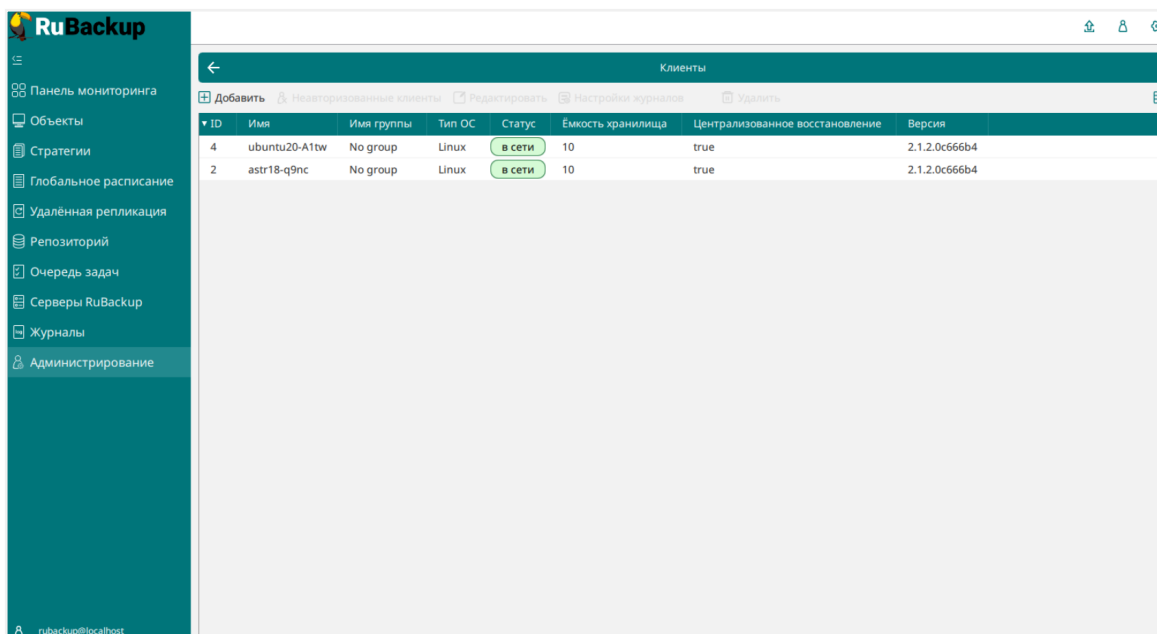 RuBackup
Клиенты
Панель мониторинга
Объекты
Стратегии
Глобальное расписание
Удалённая репликация
Репозиторий
Очередь задач
Серверы RuBackup
Журналы
Администрирование
rubackup@localhost
Добавить Неавторизованные клиенты Редактировать Настройки журналов Удалить
ID Имя Имя группы Тип ОС Статус Ёмкость хранилища Централизованное восстановление Версия
4 ubuntu20-A1tw No group Linux в сети 10 true 2.1.2.0c666b4
2 astr18-q9nc No group Linux в сети 10 true 2.1.2.0c666b4